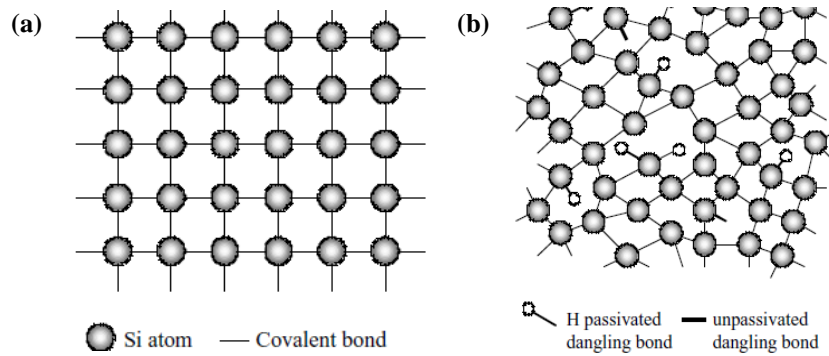 (a)
(b)
Si atom
Covalent bond
H passivated
dangling bond
unpassivated
dangling bond